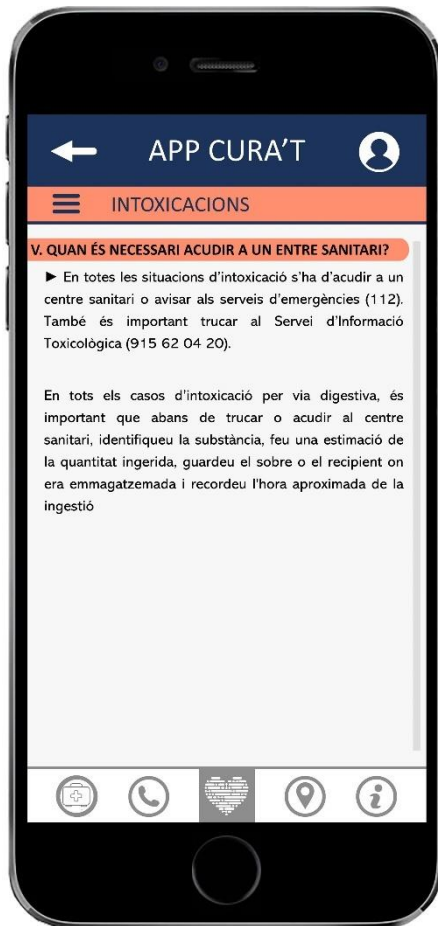 APP CURA'T
INTOXICACIONS
V. QUAN ÉS NECESSARI ACUDIR A UN ENTRE SANITARI?
► En totes les situacions d'intoxicació s'ha d'acudir a un
centre sanitari o avisar als serveis d'emergències (112).
També és important trucar al Servei d'Informació
Toxicològica (915 62 04 20).
En tots els casos d'intoxicació per via digestiva, és
important que abans de trucar o acudir al centre
sanitari, identifiqueu la substància, feu una estimació de
la quantitat ingerida, guardeu el sobre o el recipient on
era emmagatzemada i recordeu l'hora aproximada de la
ingestió